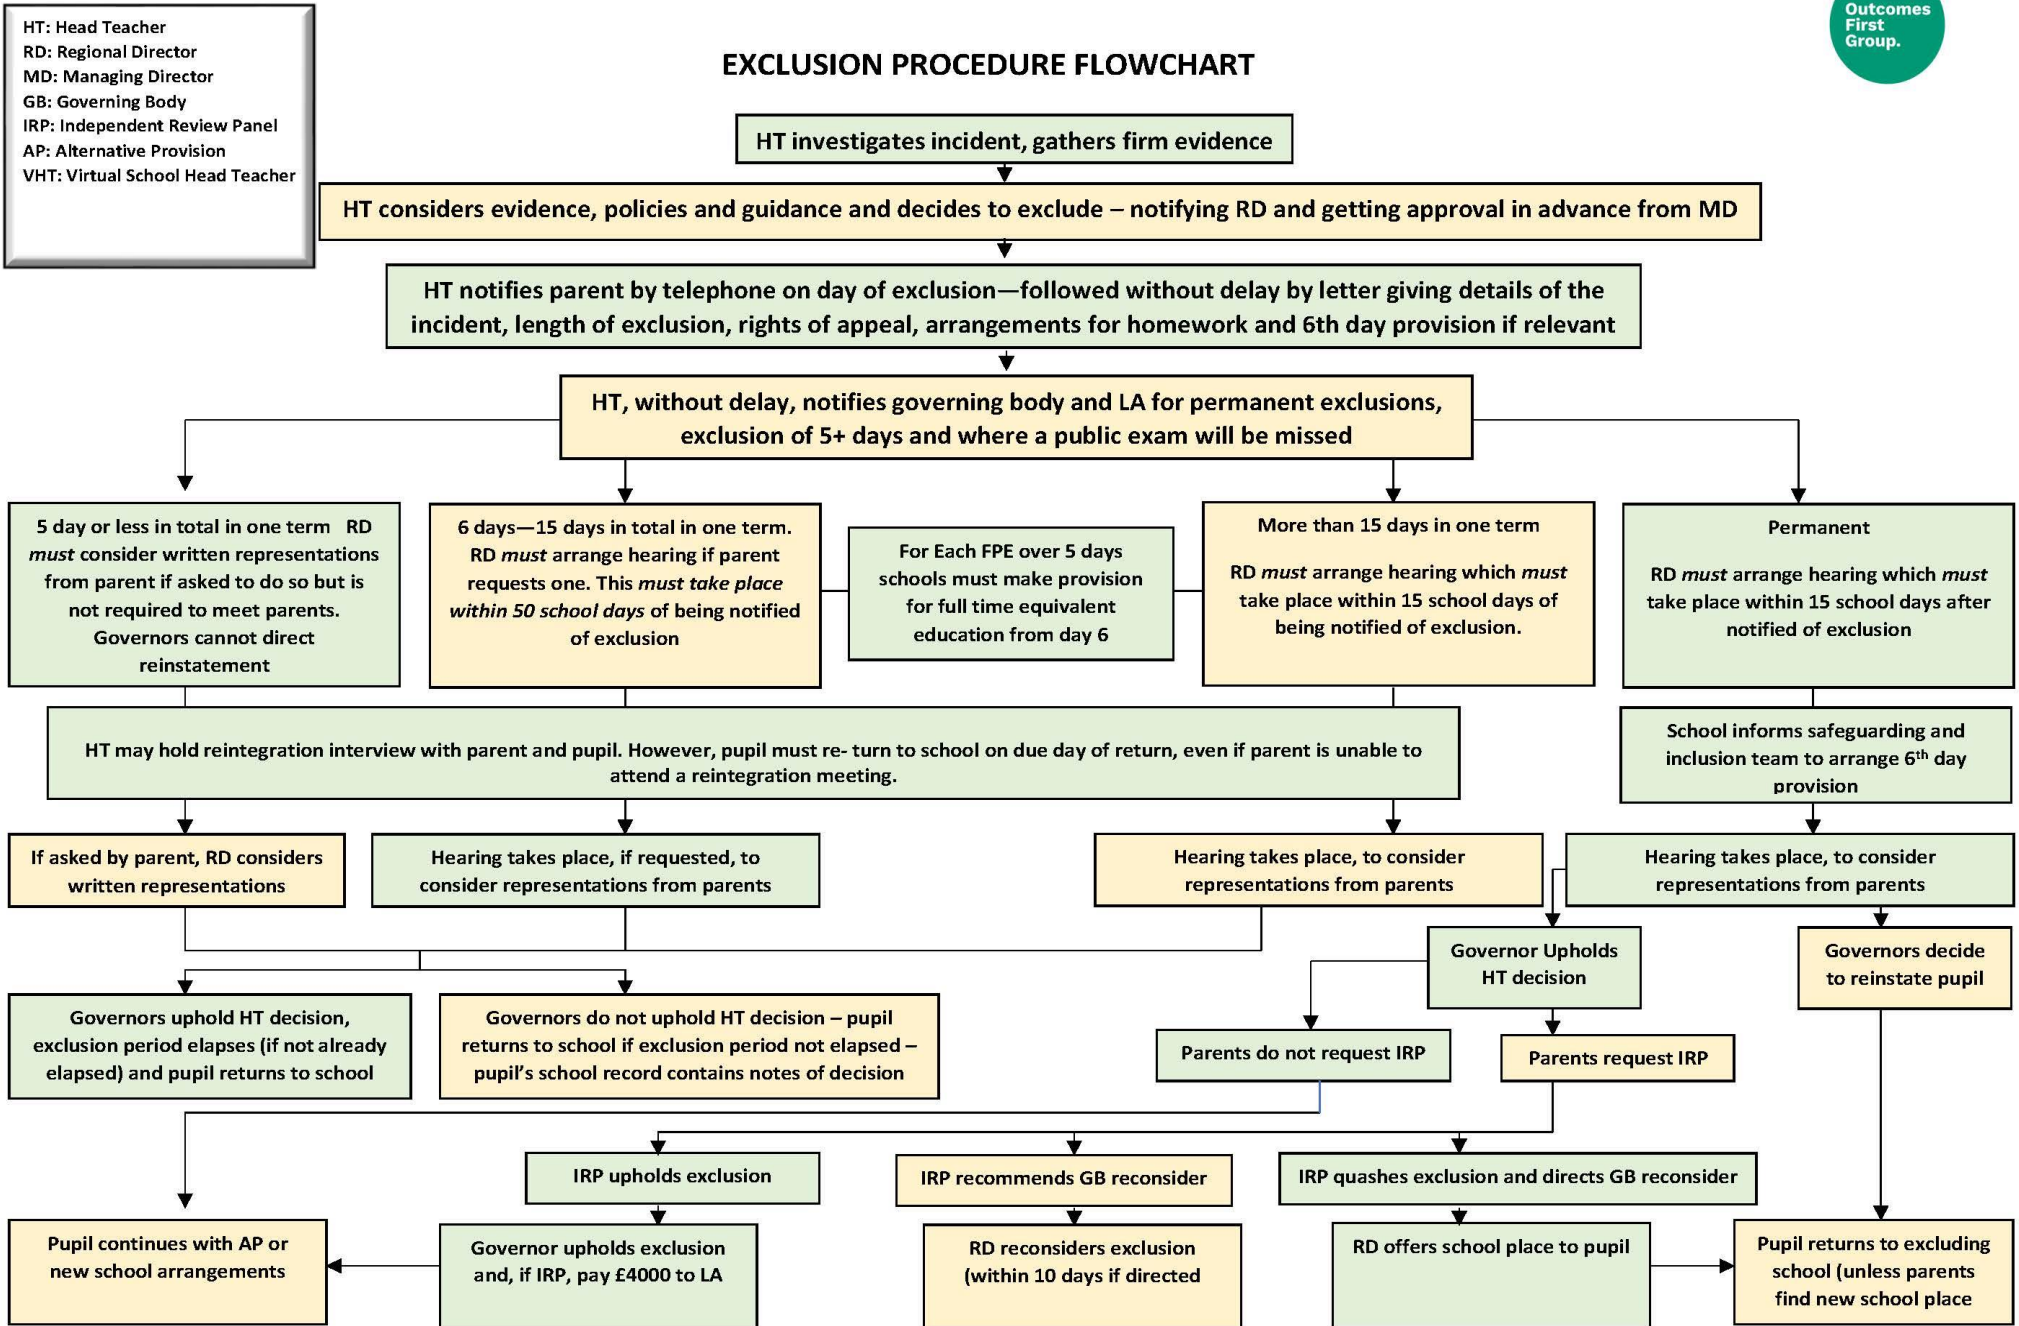 HT: Head Teacher
RD: Regional Director
MD: Managing Director
GB: Governing Body
IRP: Independent Review Panel
AP: Alternative Provision
VHT: Virtual School Head Teacher
Outcomes
First
Group.
EXCLUSION PROCEDURE FLOWCHART
HT investigates incident, gathers firm evidence
HT considers evidence, policies and guidance and decides to exclude – notifying RD and getting approval in advance from MD
HT notifies parent by telephone on day of exclusion—followed without delay by letter giving details of the
incident, length of exclusion, rights of appeal, arrangements for homework and 6th day provision if relevant
HT, without delay, notifies governing body and LA for permanent exclusions,
exclusion of 5+ days and where a public exam will be missed
5 day or less in total in one term RD
must consider written representations
from parent if asked to do so but is
not required to meet parents.
Governors cannot direct
reinstatement
6 days—15 days in total in one term.
RD must arrange hearing if parent
requests one. This must take place
within 50 school days of being notified
of exclusion
For Each FPE over 5 days
schools must make provision
for full time equivalent
education from day 6
More than 15 days in one term
RD must arrange hearing which must
take place within 15 school days of
being notified of exclusion.
Permanent
RD must arrange hearing which must
take place within 15 school days after
notified of exclusion
HT may hold reintegration interview with parent and pupil. However, pupil must re- turn to school on due day of return, even if parent is unable to
attend a reintegration meeting.
School informs safeguarding and
inclusion team to arrange 6th day
provision
If asked by parent, RD considers
written representations
Hearing takes place, if requested, to
consider representations from parents
Hearing takes place, to consider
representations from parents
Hearing takes place, to consider
representations from parents
Governor Upholds
HT decision
Governors decide
to reinstate pupil
Governors uphold HT decision,
exclusion period elapses (if not already
elapsed) and pupil returns to school
Governors do not uphold HT decision – pupil
returns to school if exclusion period not elapsed –
pupil's school record contains notes of decision
Parents do not request IRP
Parents request IRP
IRP upholds exclusion
IRP recommends GB reconsider
IRP quashes exclusion and directs GB reconsider
Pupil continues with AP or
new school arrangements
Governor upholds exclusion
and, if IRP, pay £4000 to LA
RD reconsiders exclusion
(within 10 days if directed
RD offers school place to pupil
Pupil returns to excluding
school (unless parents
find new school place